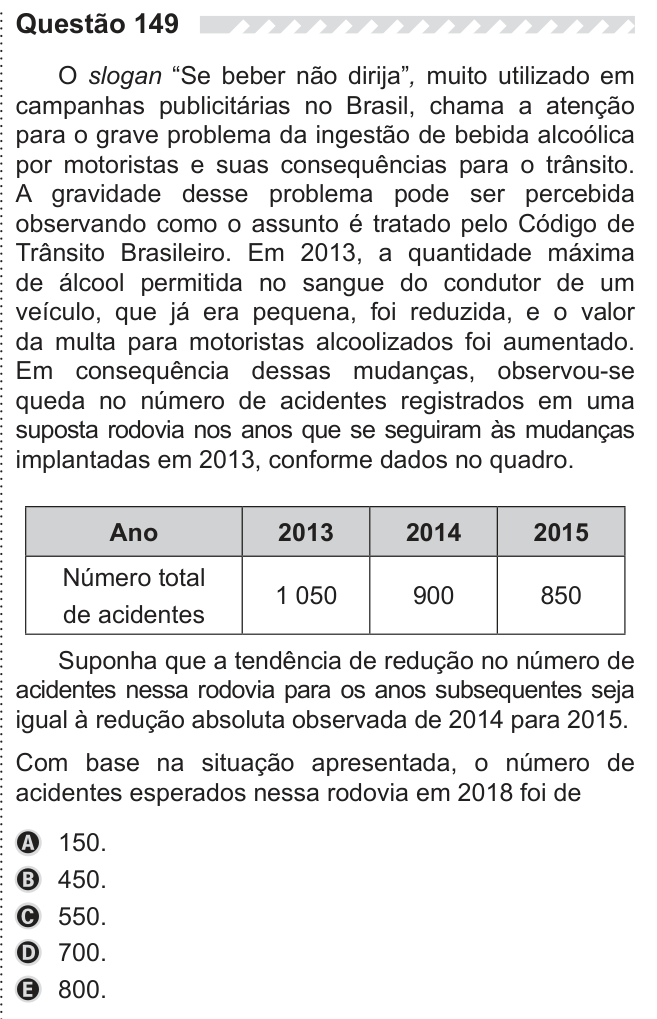 Questão 149
O slogan “Se beber não dirija”, muito utilizado em
campanhas publicitárias no Brasil, chama a atenção
para o grave problema da ingestão de bebida alcoólica
por motoristas e suas consequências para o trânsito.
A gravidade desse problema pode ser percebida
observando como o assunto é tratado pelo Código de
Trânsito Brasileiro. Em 2013, a quantidade máxima
de álcool permitida no sangue do condutor de um
veículo, que já era pequena, foi reduzida, e o valor
da multa para motoristas alcoolizados foi aumentado.
Em consequência dessas mudanças, observou-se
queda no número de acidentes registrados em uma
suposta rodovia nos anos que se seguiram às mudanças
implantadas em 2013, conforme dados no quadro.
Ano 2013 2014 2015
Número total
de acidentes 1 050 900 850
Suponha que a tendência de redução no número de
acidentes nessa rodovia para os anos subsequentes seja
igual à redução absoluta observada de 2014 para 2015.
Com base na situação apresentada, o número de
acidentes esperados nessa rodovia em 2018 foi de
A 150.
B 450.
C 550.
D 700.
E 800.